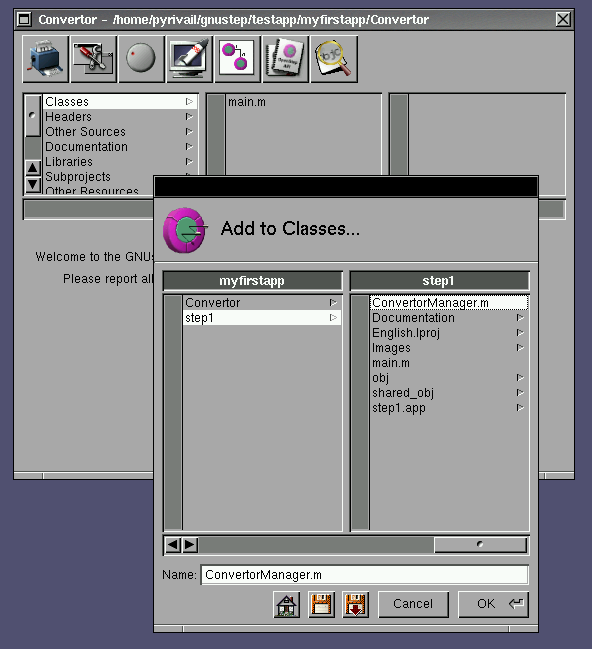 Convertor – /home/pyrivail/gnustep/testapp/myfirstapp/Convertor
Classes
Headers
Other Sources
Documentation
Libraries
Subprojects
Other Resources
main.m
Welcome to the GNUs
Please report all
Add to Classes...
myfirstapp
step1
Convertor
step1
ConvertorManager.m
Documentation
English.lproj
Images
main.m
obj
shared_obj
step1.app
Name: ConvertorManager.m
Cancel
OK